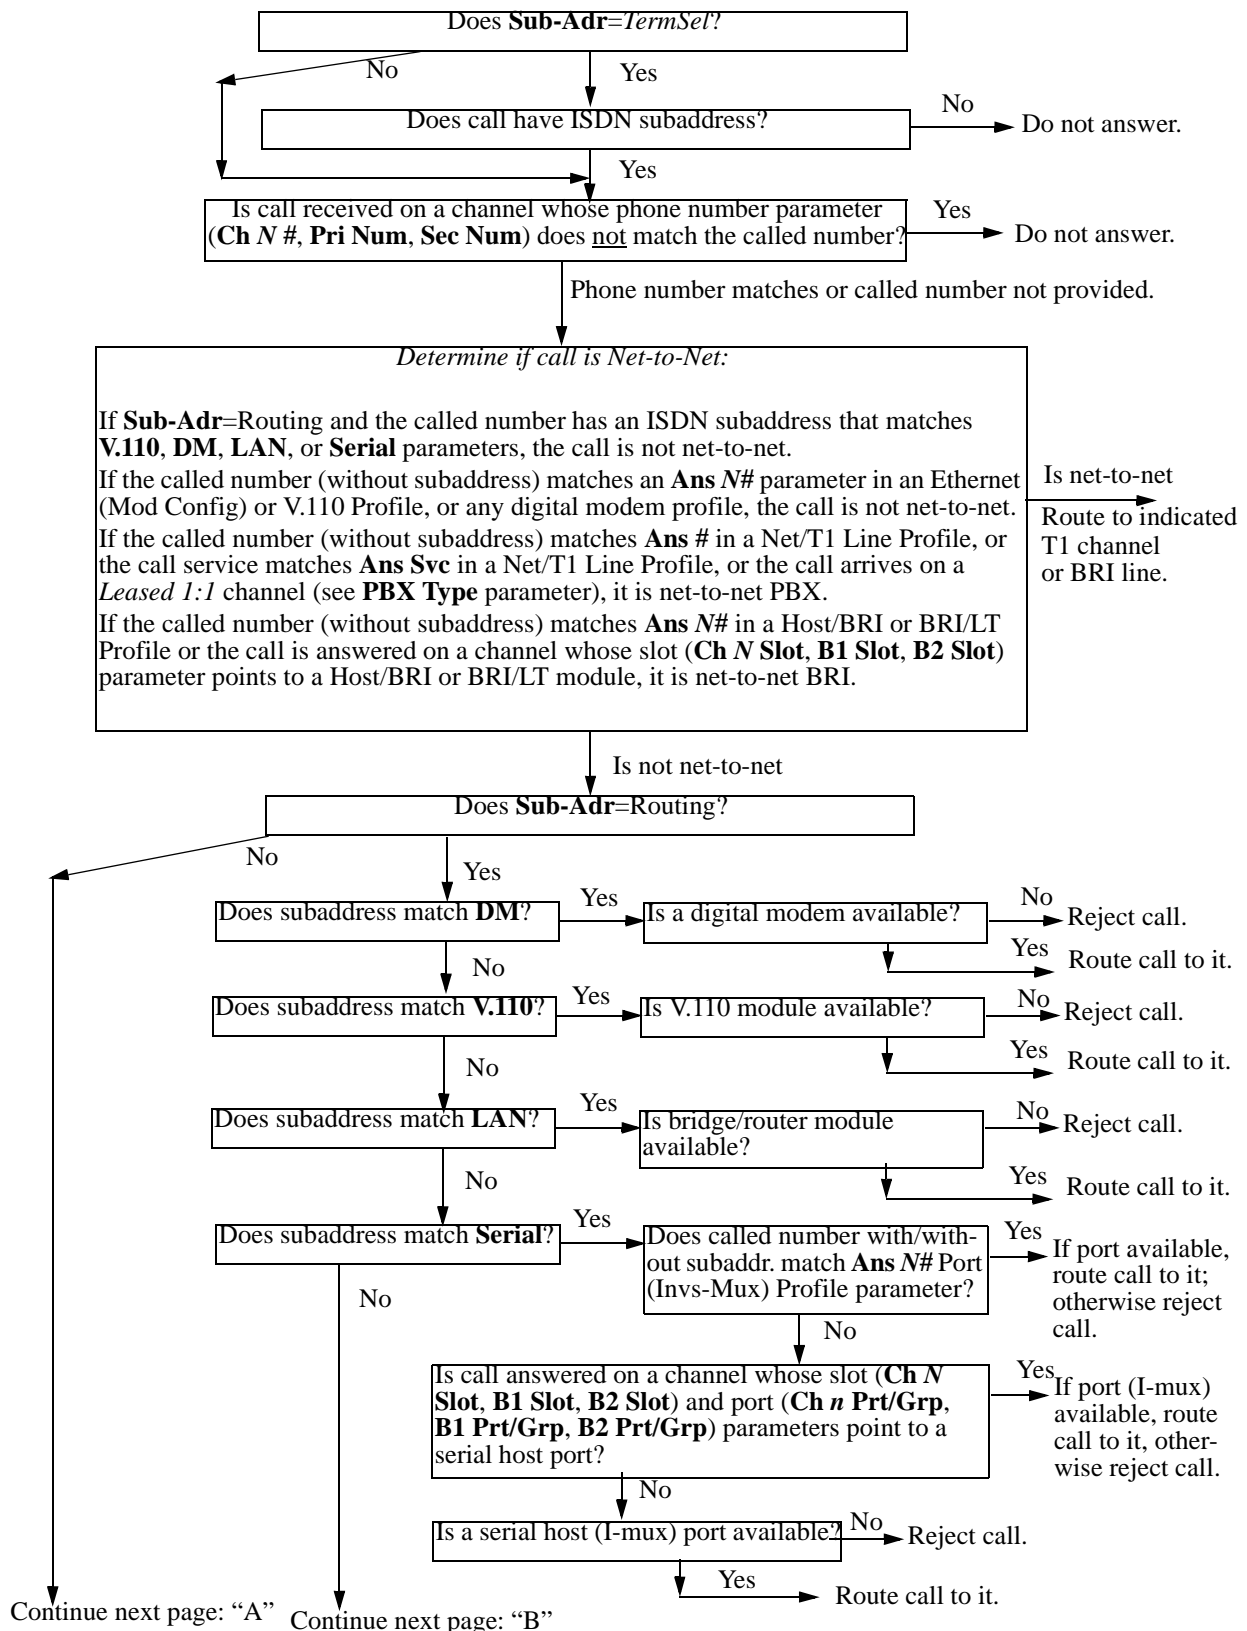 Does Sub-Adr=TermSel?
No
Yes
Does call have ISDN subaddress?
No
Do not answer.
Yes
Is call received on a channel whose phone number parameter
(Ch N #, Pri Num, Sec Num) does not match the called number?
Yes
Do not answer.
Phone number matches or called number not provided.
Determine if call is Net-to-Net:
If Sub-Adr=Routing and the called number has an ISDN subaddress that matches
V.110, DM, LAN, or Serial parameters, the call is not net-to-net.
If the called number (without subaddress) matches an Ans N# parameter in an Ethernet
(Mod Config) or V.110 Profile, or any digital modem profile, the call is not net-to-net.
If the called number (without subaddress) matches Ans # in a Net/T1 Line Profile, or
the call service matches Ans Svc in a Net/T1 Line Profile, or the call arrives on a
Leased 1:1 channel (see PBX Type parameter), it is net-to-net PBX.
If the called number (without subaddress) matches Ans N# in a Host/BRI or BRI/LT
Profile or the call is answered on a channel whose slot (Ch N Slot, B1 Slot, B2 Slot)
parameter points to a Host/BRI or BRI/LT module, it is net-to-net BRI.
Is net-to-net
Route to indicated
T1 channel
or BRI line.
Is not net-to-net
Does Sub-Adr=Routing?
No
Yes
Does subaddress match DM?
Yes
Is a digital modem available?
No
Reject call.
Yes
Route call to it.
No
Does subaddress match V.110?
Yes
Is V.110 module available?
No
Reject call.
Yes
Route call to it.
No
Does subaddress match LAN?
Yes
Is bridge/router module
available?
No
Reject call.
Yes
Route call to it.
No
Does subaddress match Serial?
Yes
Does called number with/with-
out subaddr. match Ans N# Port
(Invs-Mux) Profile parameter?
Yes
If port available,
route call to it;
otherwise reject
call.
No
No
Is call answered on a channel whose slot (Ch N
Slot, B1 Slot, B2 Slot) and port (Ch n Prt/Grp,
B1 Prt/Grp, B2 Prt/Grp) parameters point to a
serial host port?
Yes
If port (I-mux)
available, route
call to it, other-
wise reject call.
No
Is a serial host (I-mux) port available?
No
Reject call.
Yes
Route call to it.
Continue next page: “A”
Continue next page: “B”